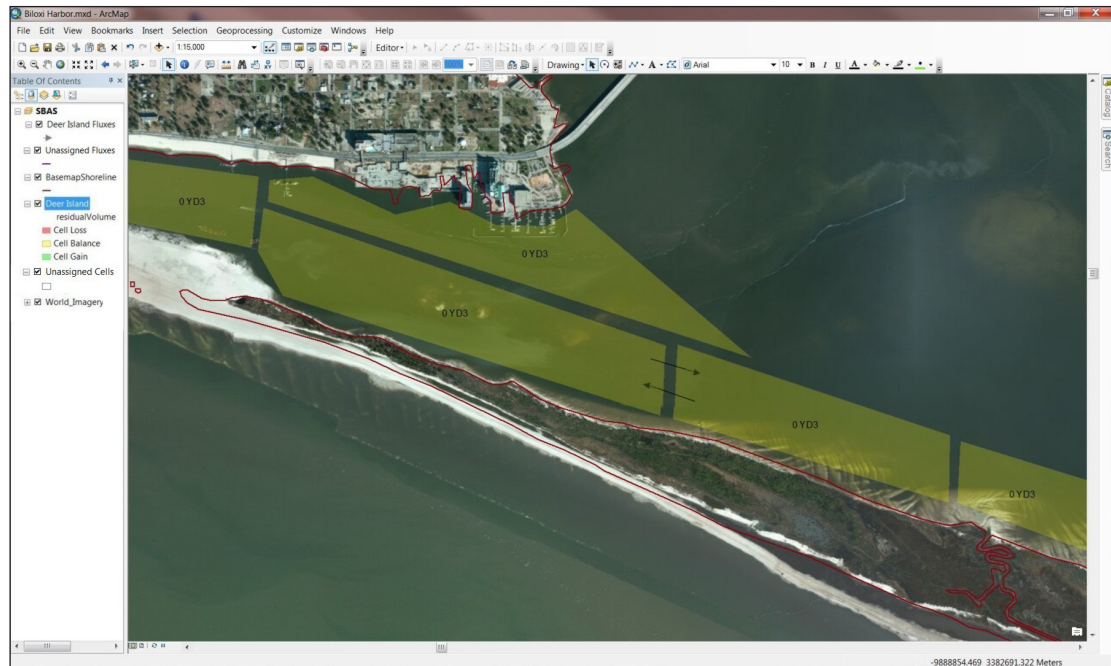 Biloxi Harbor.mxd - ArcMap
File Edit View Bookmarks Insert Selection Geoprocessing Customize Windows Help
1:15,000 Editor
100% Drawing A Arial 10 B I U A
Table Of Contents
SBAS
Deer Island Fluxes
Unassigned Fluxes
BasemapShoreline
Deer Island
residualVolume
Cell Loss
Cell Balance
Cell Gain
Unassigned Cells
World_Imagery
0 YD3
0 YD3
0 YD3
0 YD3
0 YD3
Catalog
Search
-9888854.469 3382691.322 Meters